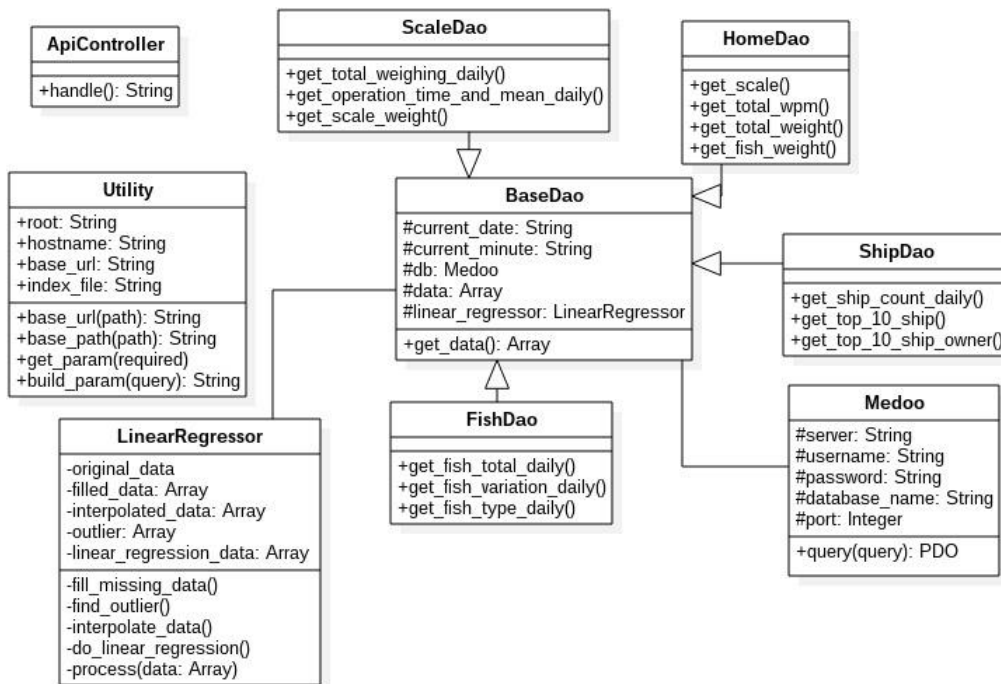 ApiController
+handle(): String
ScaleDao
+get_total_weighing_daily()
+get_operation_time_and_mean_daily()
+get_scale_weight()
HomeDao
+get_scale()
+get_total_wpm()
+get_total_weight()
+get_fish_weight()
Utility
+root: String
+hostname: String
+base_url: String
+index_file: String
+base_url(path): String
+base_path(path): String
+get_param(required)
+build_param(query): String
BaseDao
#current_date: String
#current_minute: String
#db: Medoo
#data: Array
#linear_regressor: LinearRegressor
+get_data(): Array
ShipDao
+get_ship_count_daily()
+get_top_10_ship()
+get_top_10_ship_owner()
LinearRegressor
-original_data
-filled_data: Array
-interpolated_data: Array
-outlier: Array
-linear_regression_data: Array
-fill_missing_data()
-find_outlier()
-interpolate_data()
-do_linear_regression()
-process(data: Array)
FishDao
+get_fish_total_daily()
+get_fish_variation_daily()
+get_fish_type_daily()
Medoo
#server: String
#username: String
#password: String
#database_name: String
#port: Integer
+query(query): PDO